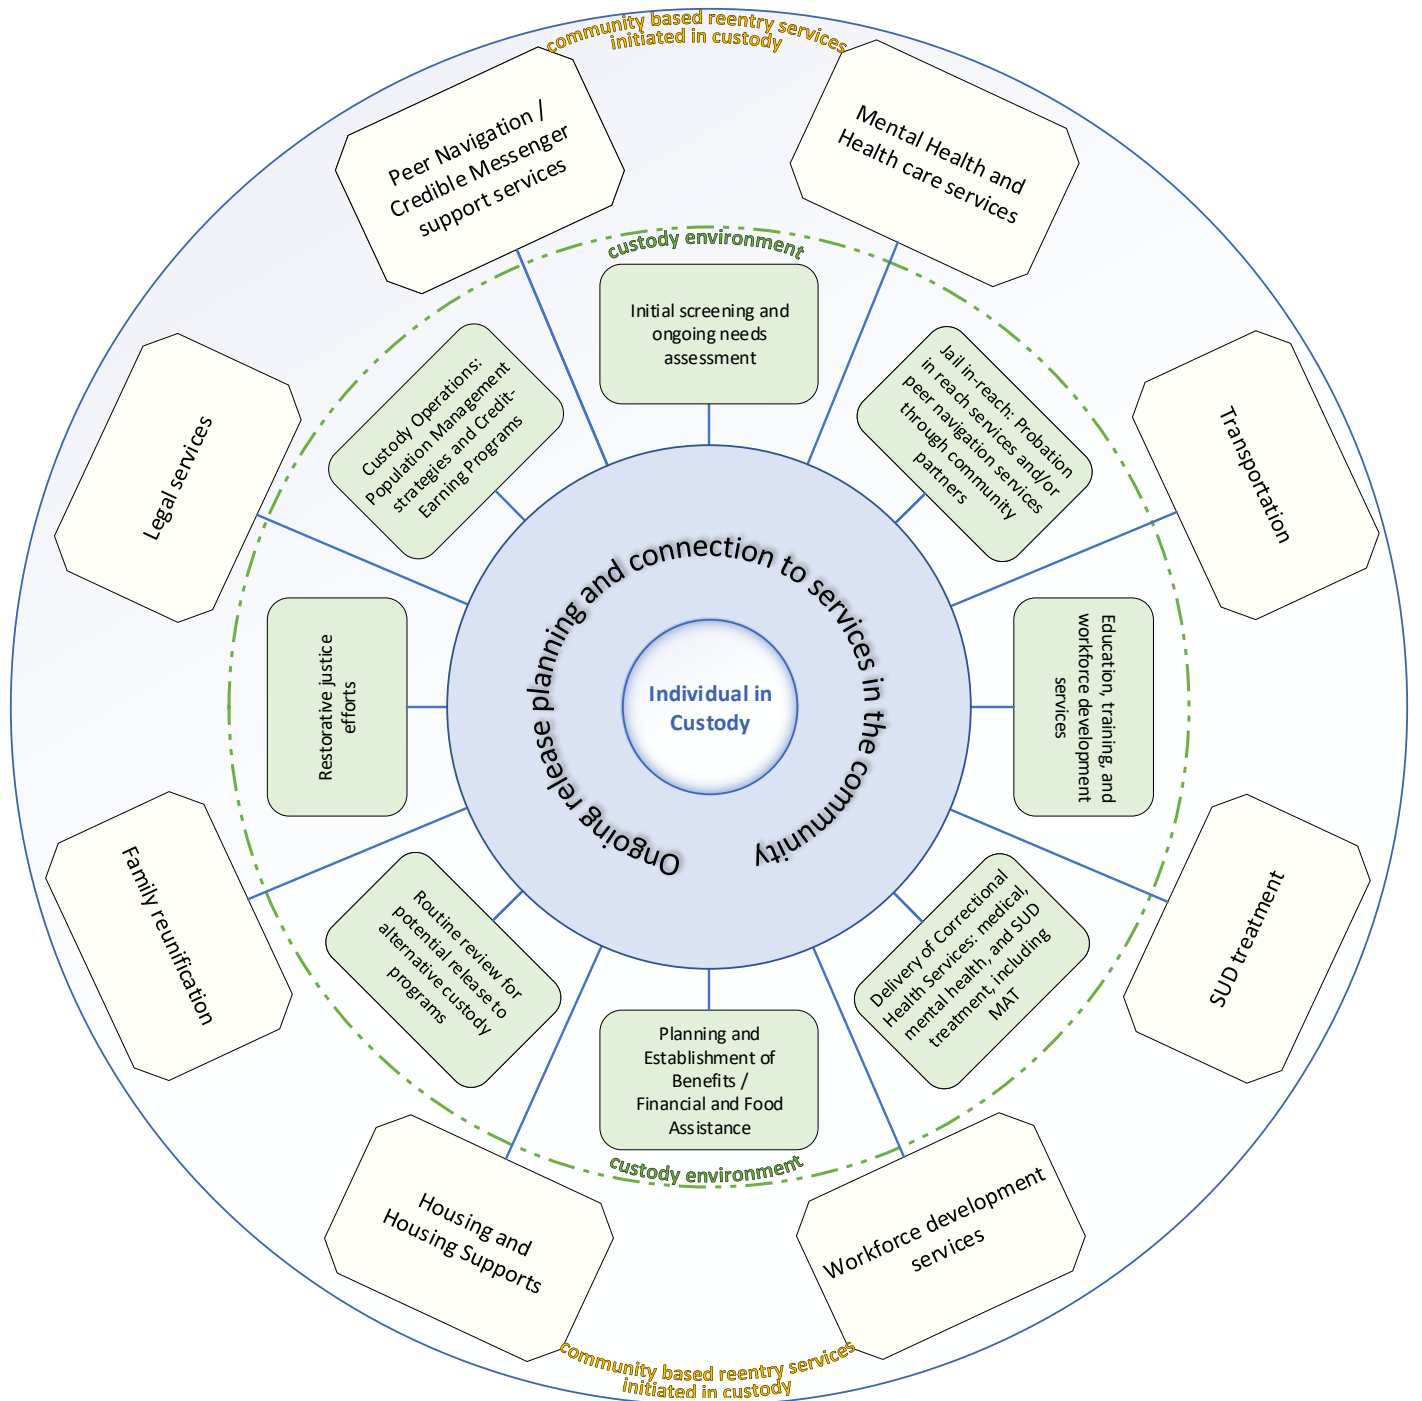 community based reentry services
initiated in custody
Peer Navigation /
Credible Messenger
support services
Mental Health and
Health care services
custody environment
Initial screening and
ongoing needs
assessment
Custody Operations:
Population Management
strategies and Credit-
Earning Programs
Jail in-reach: Probation
in reach services and/or
peer navigation services
through community
partners
Legal services
Transportation
Ongoing release planning and connection to services in the community
Individual in
Custody
Restorative justice
efforts
Education, training, and
workforce development
services
Family reunification
SUD treatment
Routine review for
potential release to
alternative custody
programs
Delivery of Correctional
Health Services: medical,
mental health, and SUD
treatment, including
MAT
Planning and
Establishment of
Benefits /
Financial and Food
Assistance
custody environment
Housing and
Housing Supports
Workforce development
services
community based reentry services
initiated in custody